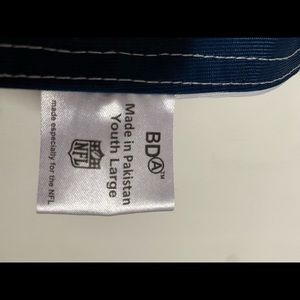 BDA™
Made in Pakistan
Youth Large
NFL
made especially for the NFL